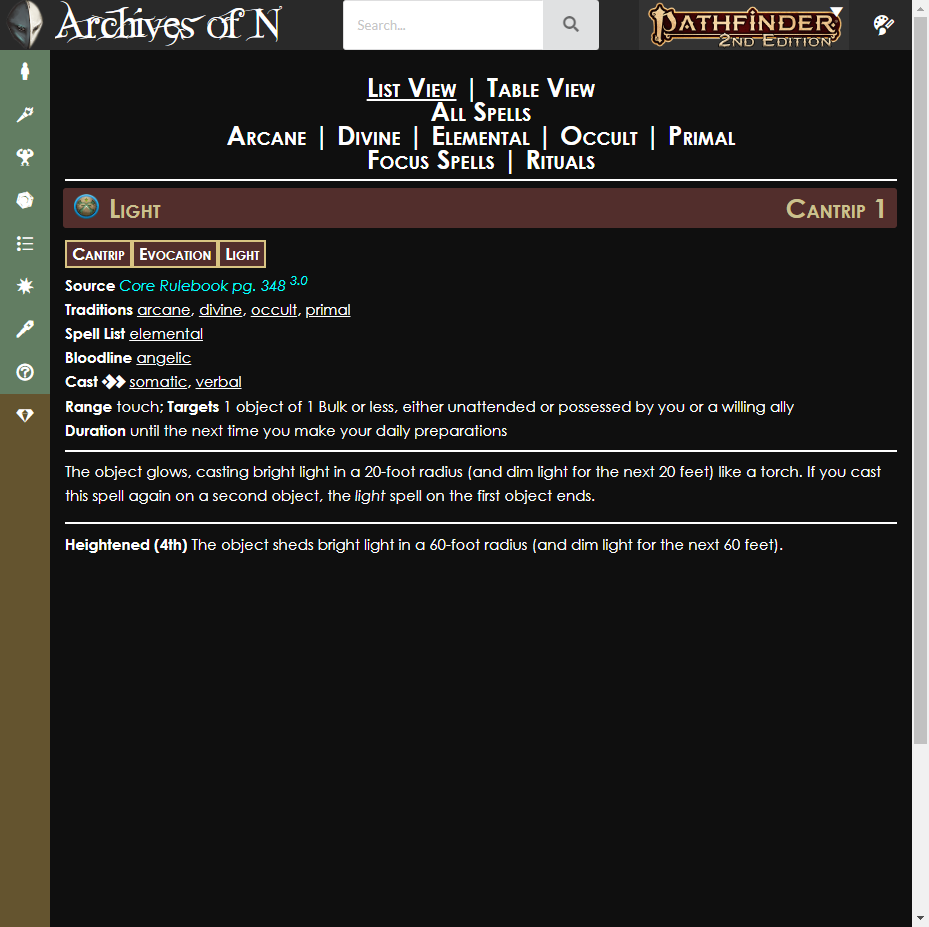 Archives of N
Search...
PATHFINDER
2ND EDITION
List View | Table View
All Spells
Arcane | Divine | Elemental | Occult | Primal
Focus Spells | Rituals
Light Cantrip 1
Cantrip Evocation Light
Source Core Rulebook pg. 348 3.0
Traditions arcane, divine, occult, primal
Spell List elemental
Bloodline angelic
Cast somatic, verbal
Range touch; Targets 1 object of 1 Bulk or less, either unattended or possessed by you or a willing ally
Duration until the next time you make your daily preparations
The object glows, casting bright light in a 20-foot radius (and dim light for the next 20 feet) like a torch. If you cast
this spell again on a second object, the light spell on the first object ends.
Heightened (4th) The object sheds bright light in a 60-foot radius (and dim light for the next 60 feet).